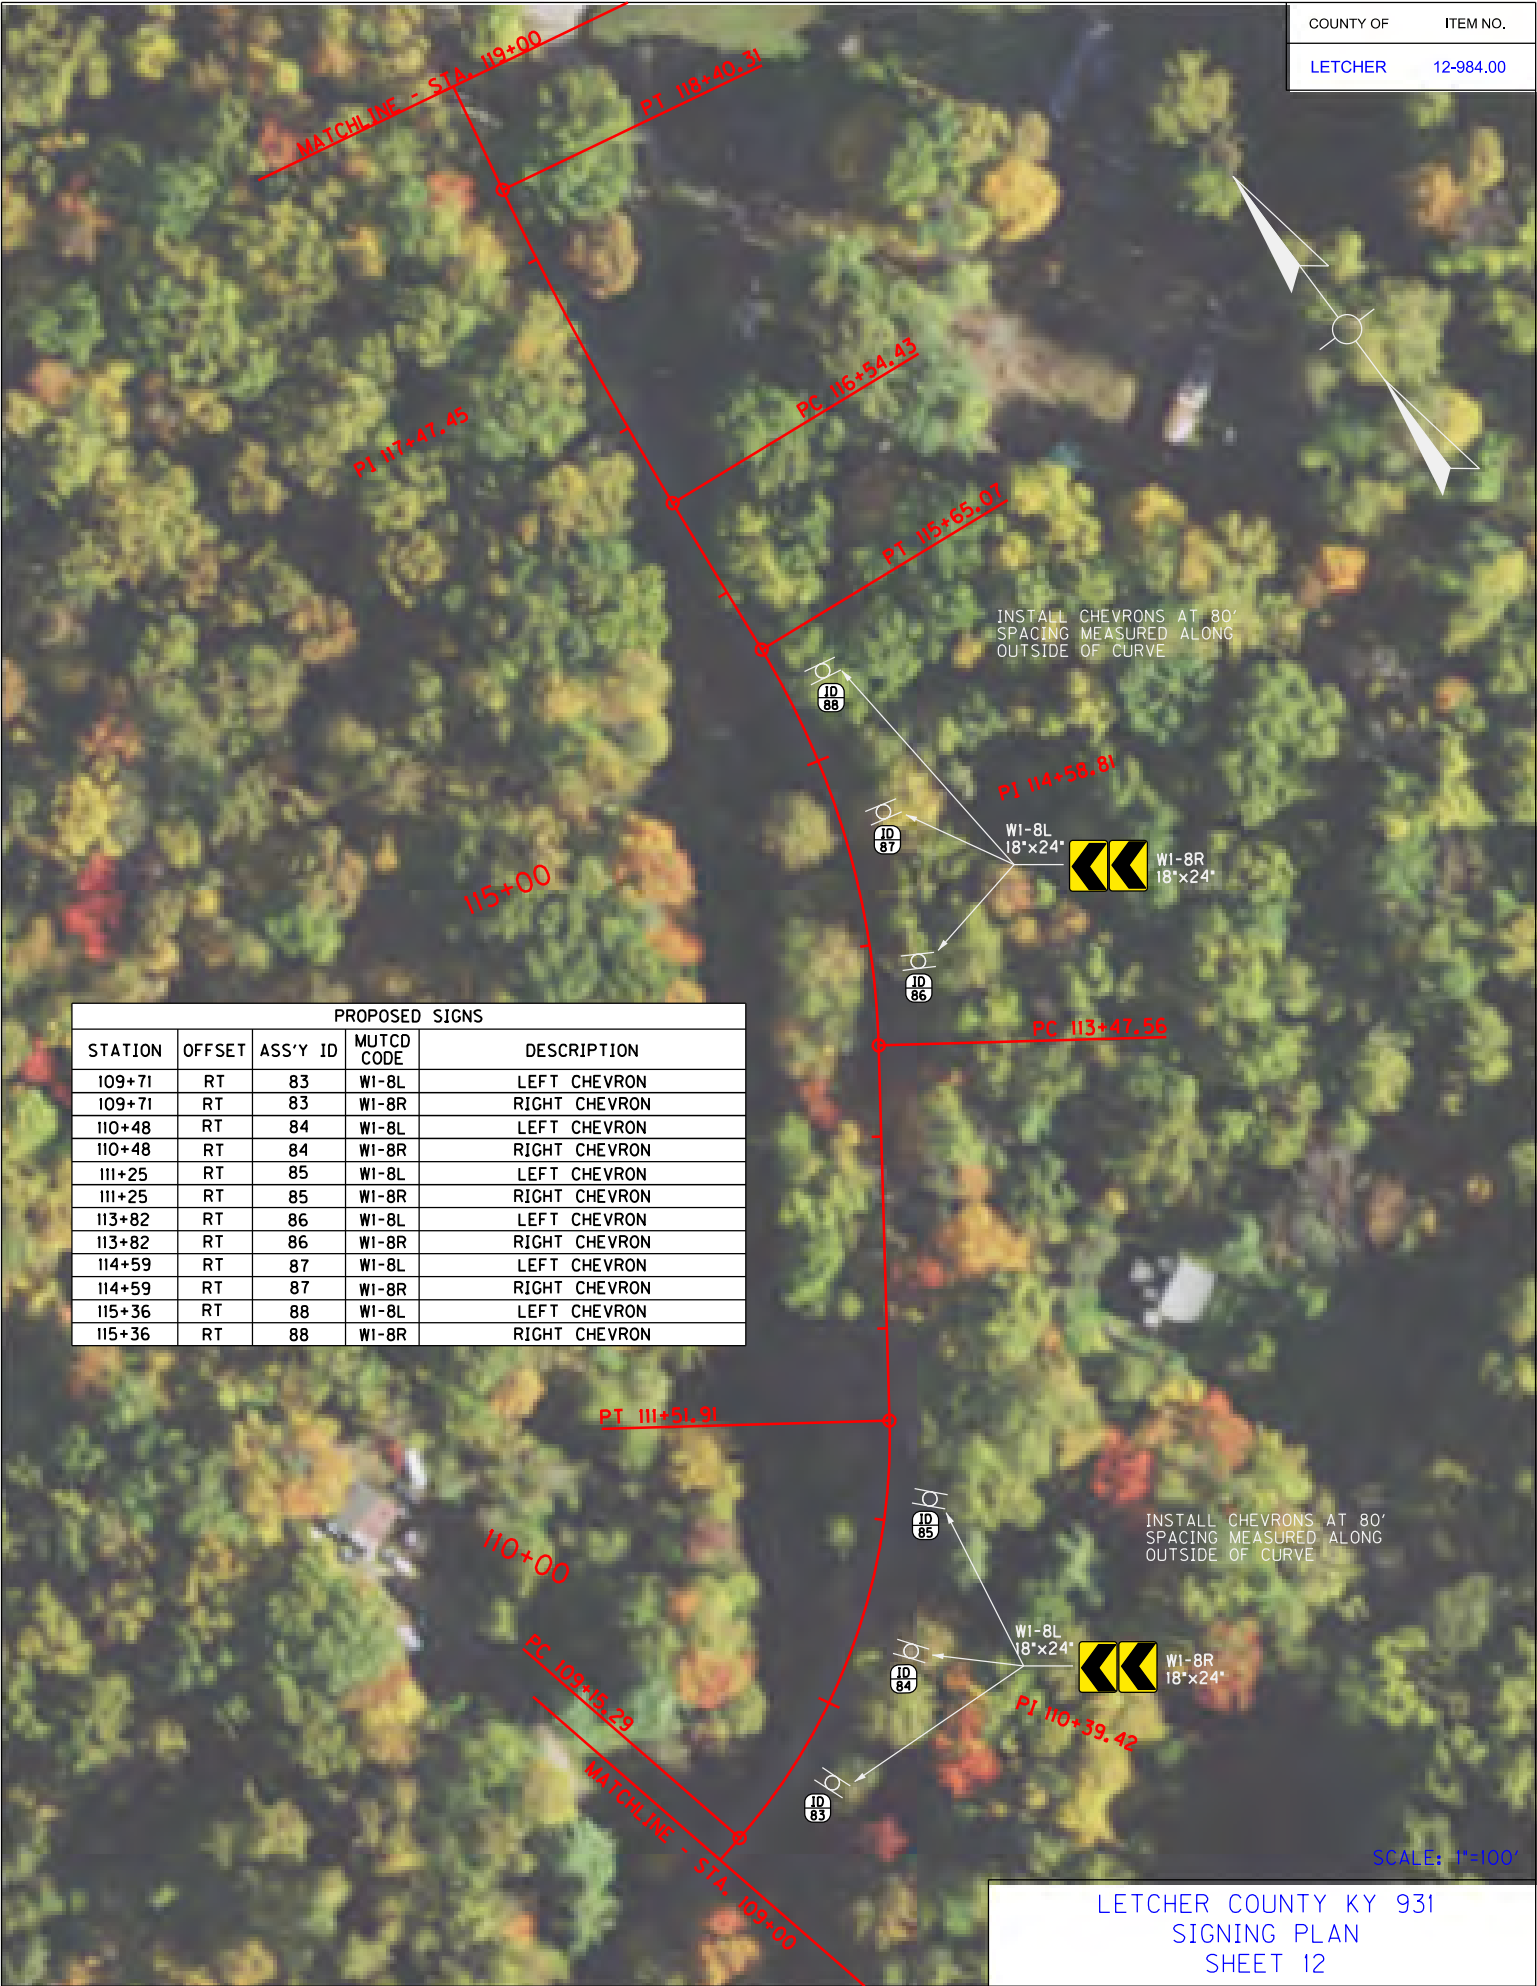 COUNTY OF ITEM NO.
LETCHER 12-984.00
MATCHLINE - STA. 119+00
PT 118+40.31
PC 116+54.43
PI 117+47.45
PT 115+65.07
INSTALL CHEVRONS AT 80'
SPACING MEASURED ALONG
OUTSIDE OF CURVE
ID
88
PI 114+58.81
ID
87
W1-8L
18"x24"
W1-8R
18"x24"
115+00
ID
86
PC 113+47.56
PROPOSED SIGNS
STATION OFFSET ASS'Y ID MUTCD CODE DESCRIPTION
109+71 RT 83 W1-8L LEFT CHEVRON
109+71 RT 83 W1-8R RIGHT CHEVRON
110+48 RT 84 W1-8L LEFT CHEVRON
110+48 RT 84 W1-8R RIGHT CHEVRON
111+25 RT 85 W1-8L LEFT CHEVRON
111+25 RT 85 W1-8R RIGHT CHEVRON
113+82 RT 86 W1-8L LEFT CHEVRON
113+82 RT 86 W1-8R RIGHT CHEVRON
114+59 RT 87 W1-8L LEFT CHEVRON
114+59 RT 87 W1-8R RIGHT CHEVRON
115+36 RT 88 W1-8L LEFT CHEVRON
115+36 RT 88 W1-8R RIGHT CHEVRON
PT 111+51.91
ID
85
INSTALL CHEVRONS AT 80'
SPACING MEASURED ALONG
OUTSIDE OF CURVE
110+00
W1-8L
18"x24"
W1-8R
18"x24"
ID
84
PC 109+15.29
PI 110+39.42
ID
83
MATCHLINE - STA. 109+00
SCALE: 1"=100'
LETCHER COUNTY KY 931
SIGNING PLAN
SHEET 12